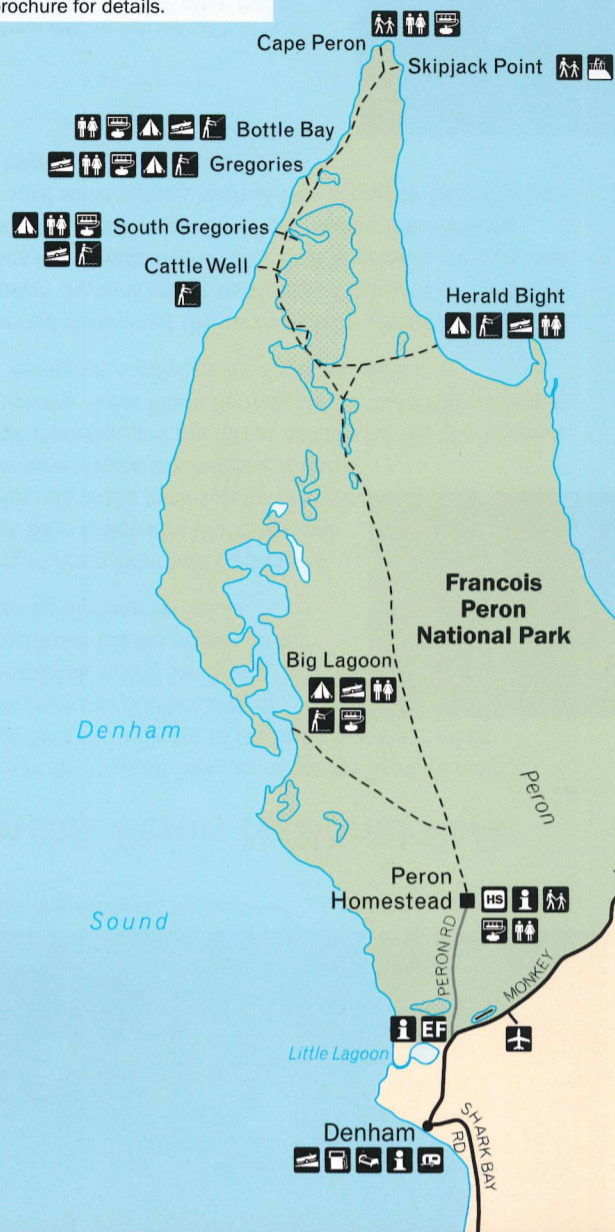 brochure for details.
Cape Peron
Skipjack Point
Bottle Bay
Gregories
South Gregories
Cattle Well
Herald Bight
Francois
Peron
National Park
Big Lagoon
Denham
Peron
Peron
Homestead
HS
Sound
PERON RD
MONKEY
EF
Little Lagoon
Denham
SHARK BAY
RD